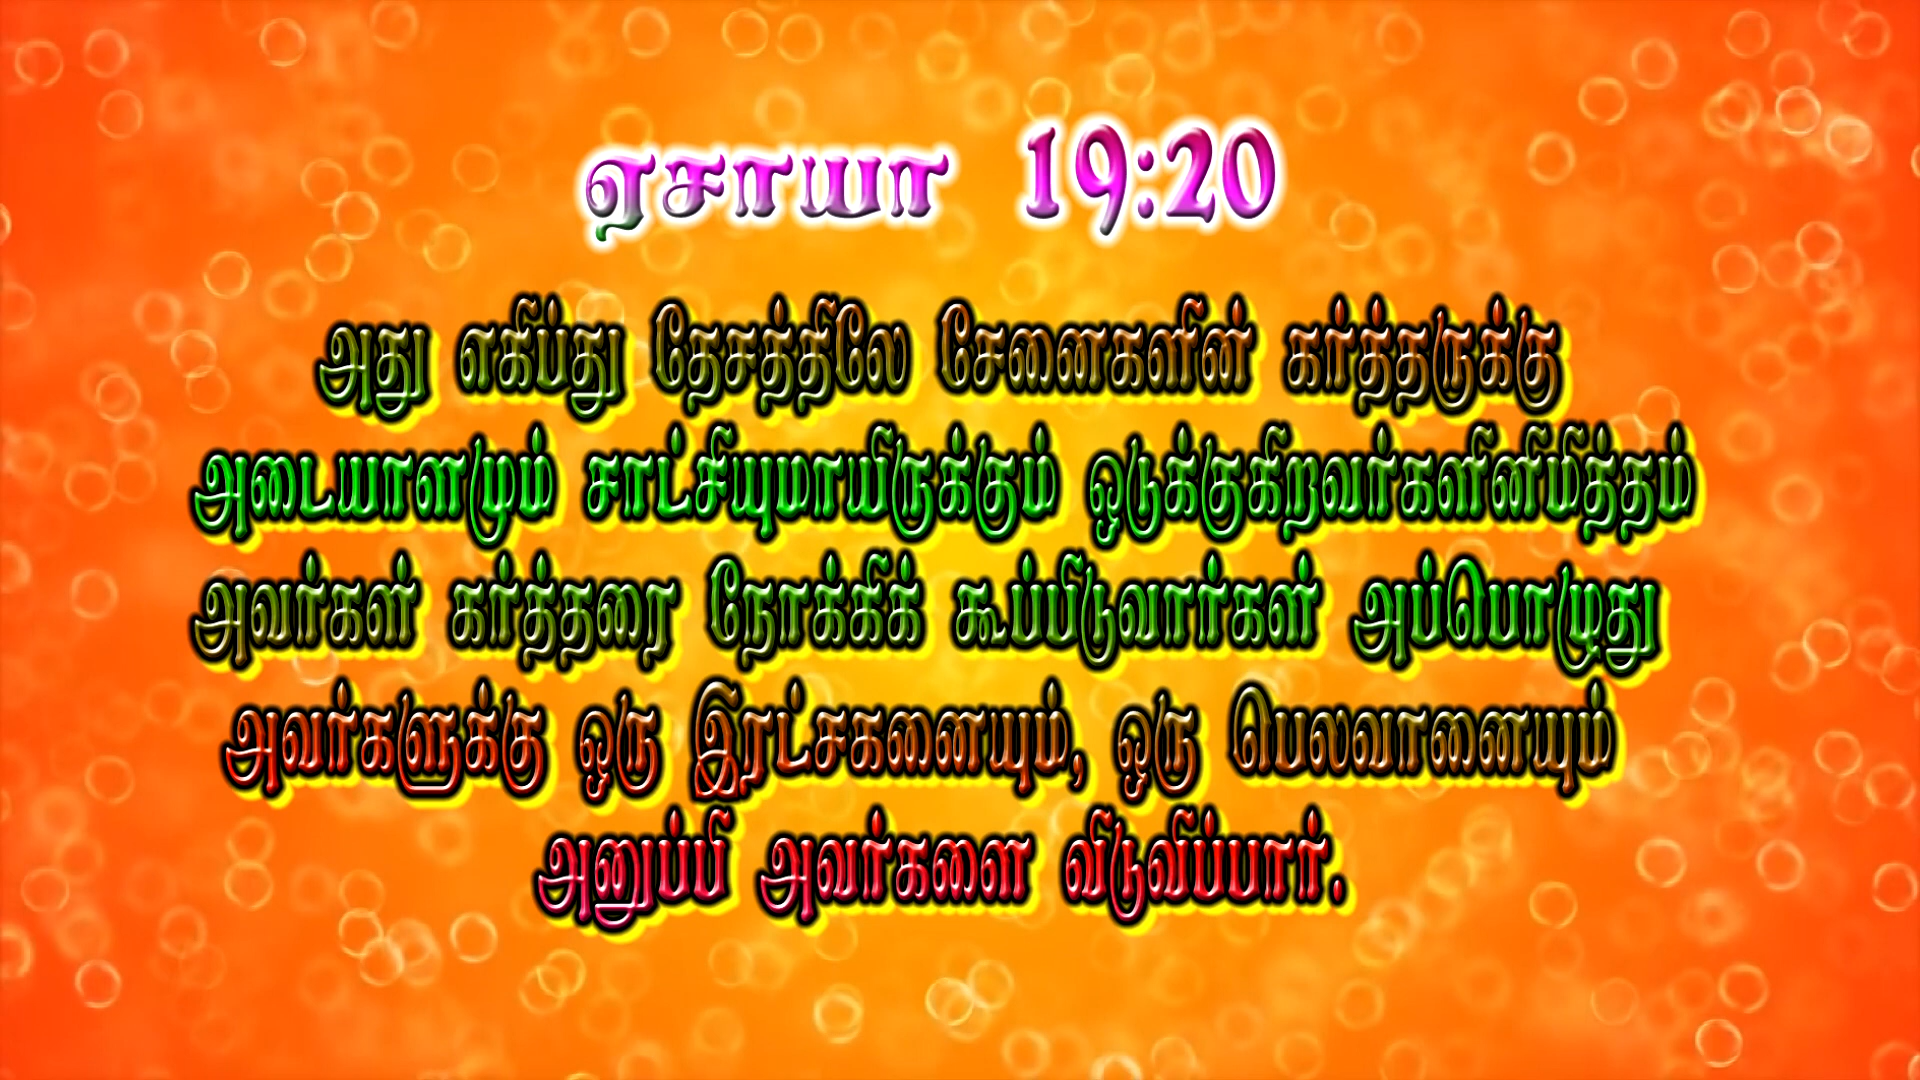 ஏசாயா 19:20
அது எகிப்து தேசத்திலே சேனைகளின் கர்த்தருக்கு
அடையாளமும் சாட்சியுமாயிருக்கும் ஒடுக்குகிறவர்களினிமித்தம்
அவர்கள் கர்த்தரை நோக்கிக் கூப்பிடுவார்கள் அப்பொழுது
அவர்களுக்கு ஒரு இரட்சகனையும், ஒரு பெலவானையும்
அனுப்பி அவர்களை விடுவிப்பார்.